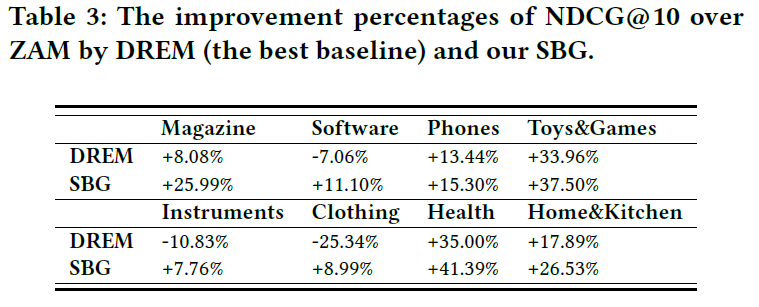 Table 3: The improvement percentages of NDCG@10 over
ZAM by DREM (the best baseline) and our SBG.
Magazine Software Phones Toys&Games
DREM +8.08% -7.06% +13.44% +33.96%
SBG +25.99% +11.10% +15.30% +37.50%
Instruments Clothing Health Home&Kitchen
DREM -10.83% -25.34% +35.00% +17.89%
SBG +7.76% +8.99% +41.39% +26.53%